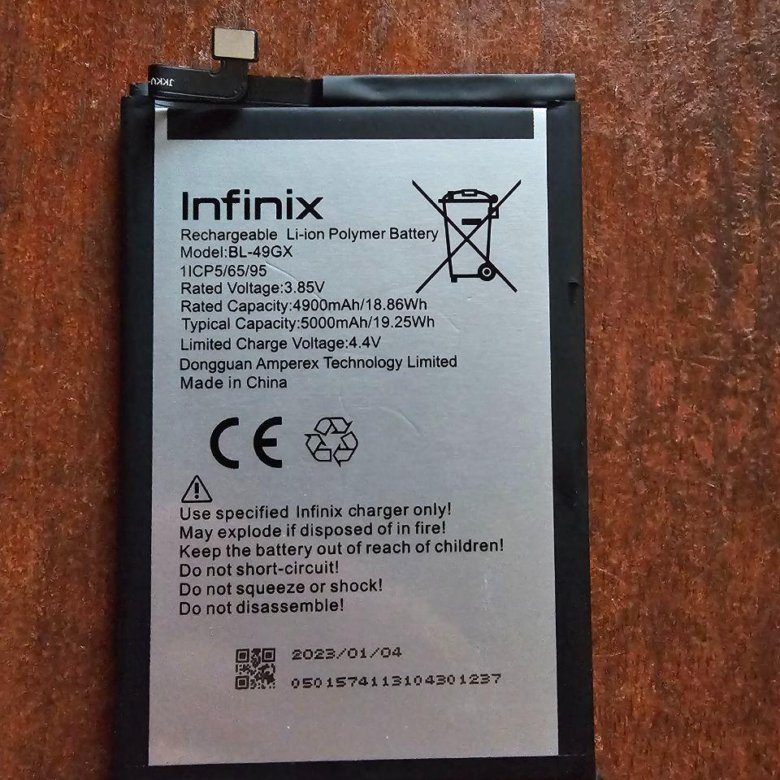 Infinix
Rechargeable Li-ion Polymer Battery
Model:BL-49GX
1ICP5/65/95
Rated Voltage:3.85V
Rated Capacity:4900mAh/18.86Wh
Typical Capacity:5000mAh/19.25Wh
Limited Charge Voltage:4.4V
Dongguan Amperex Technology Limited
Made in China
CE
Use specified Infinix charger only!
May explode if disposed of in fire!
Keep the battery out of reach of children!
Do not short-circuit!
Do not squeeze or shock!
Do not disassemble!
2023/01/04
0501574113104301237